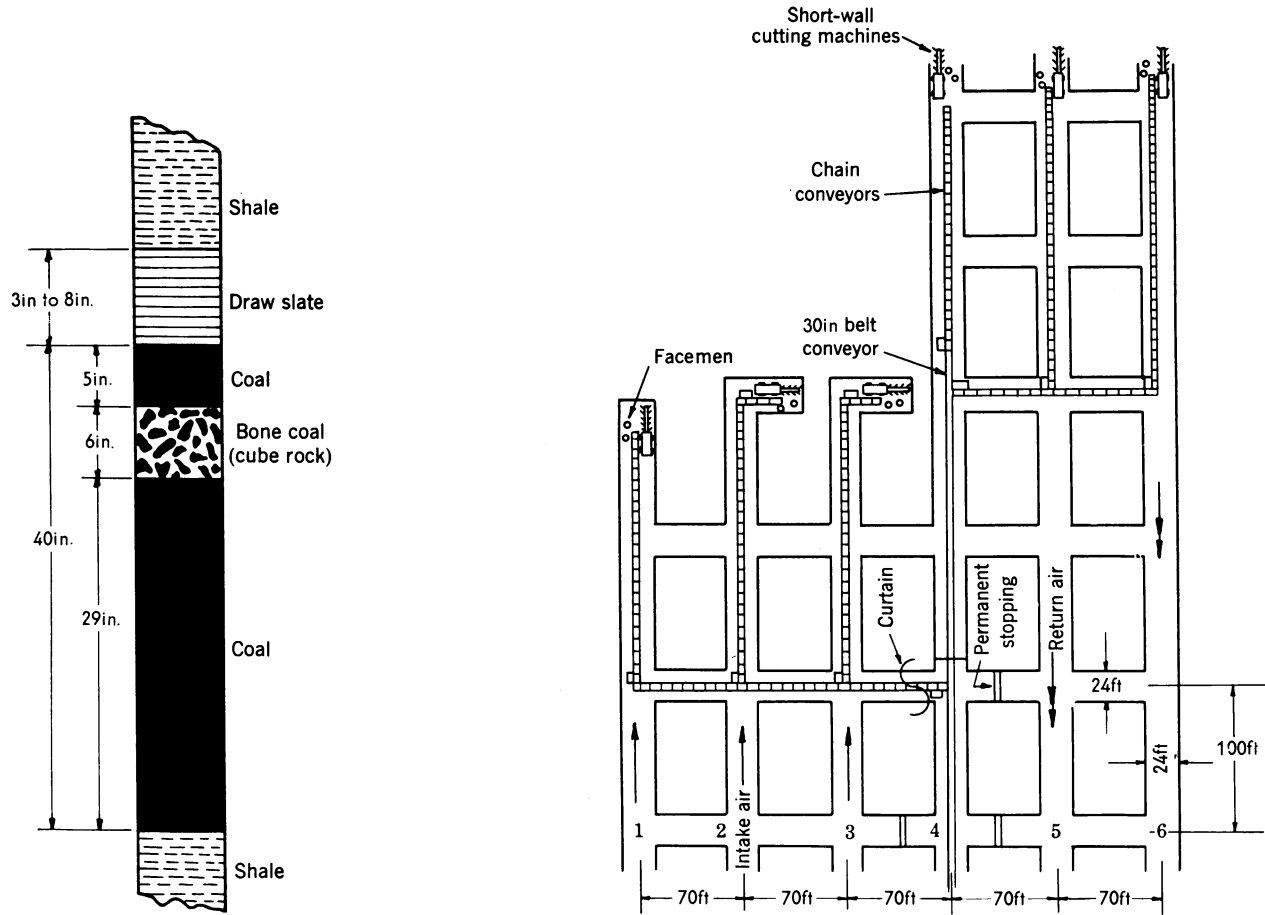 Shale
3in to 8in.
Draw slate
5in.
Coal
6in.
Bone coal
(cube rock)
40in.
29in.
Coal
Shale
Short-wall
cutting machines
Chain
conveyors
30in belt
conveyor
Facemen
Curtain
Permanent
stopping
Return air
24ft
24ft
100ft
Intake air
1
2
3
4
5
6
70ft
70ft
70ft
70ft
70ft